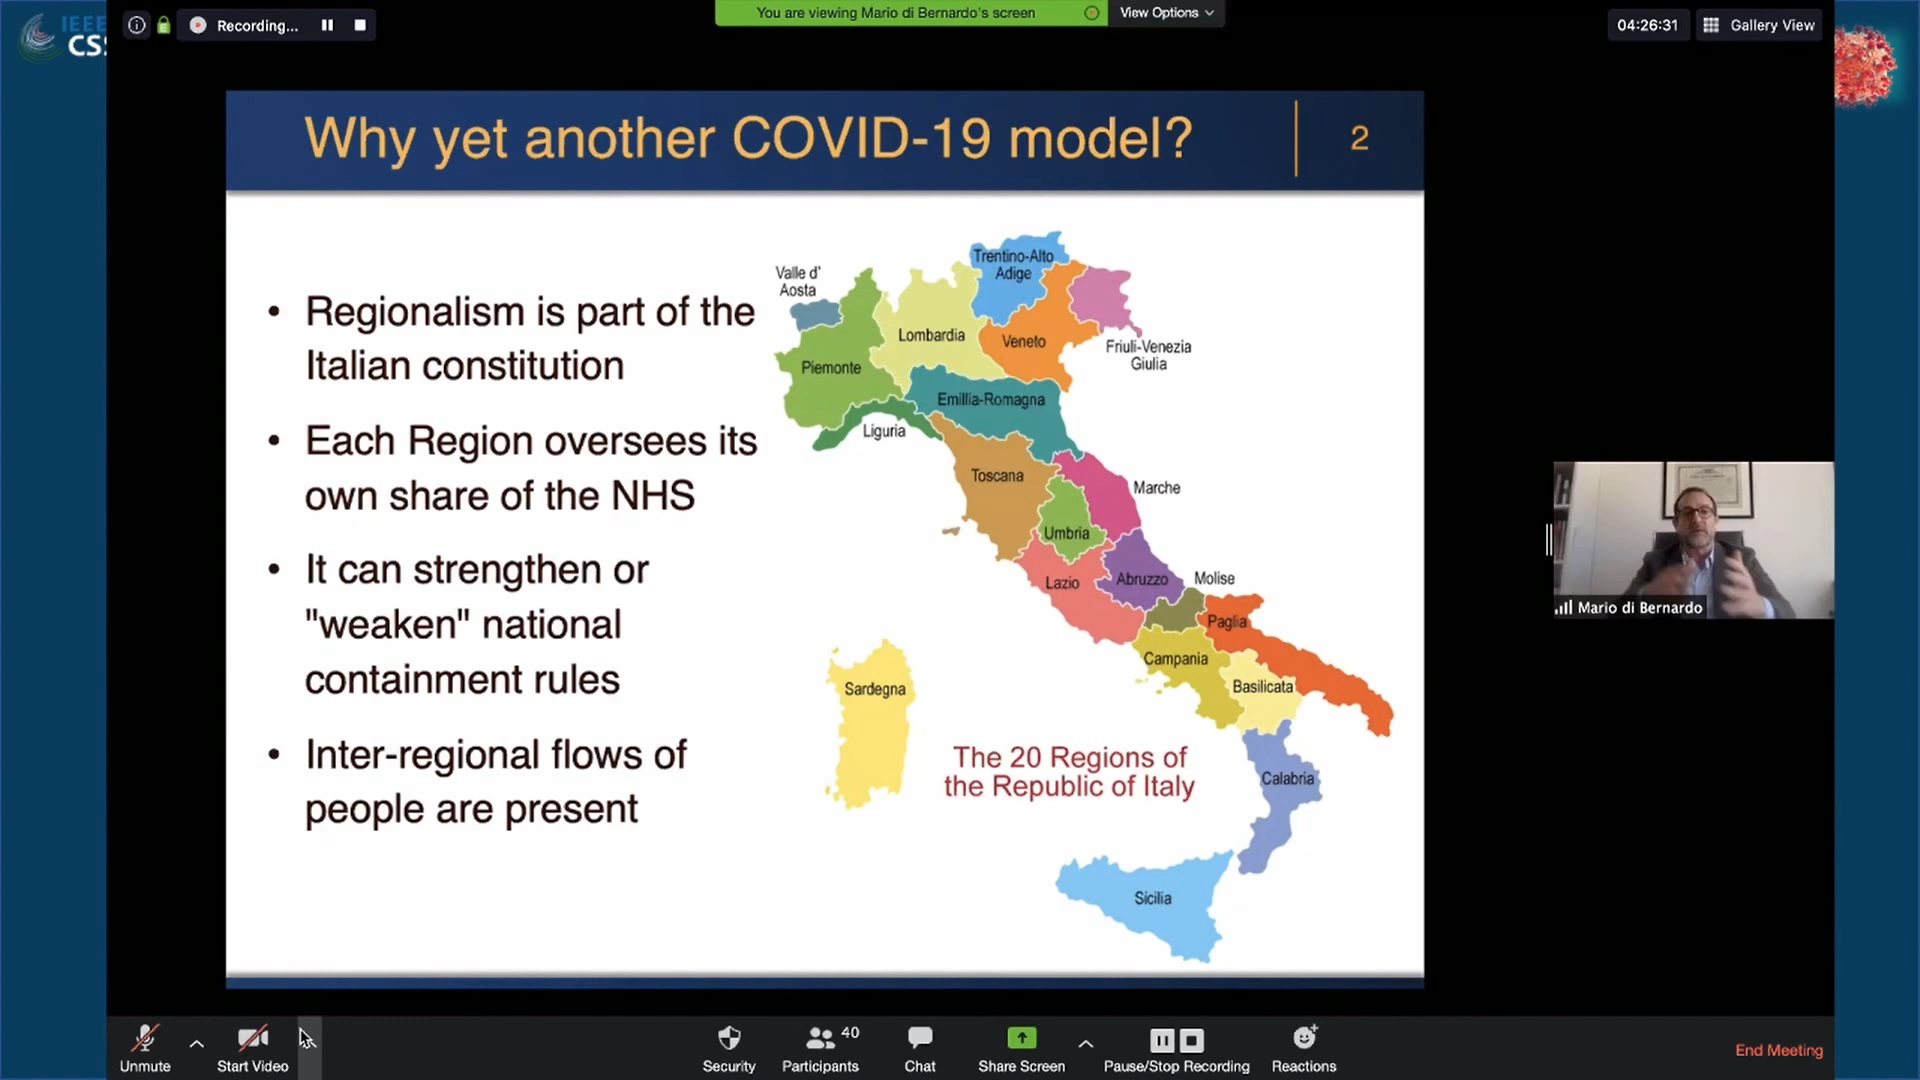 IEEE
CSS
Recording...
You are viewing Mario di Bernardo's screen
View Options
04:26:31
Gallery View
Why yet another COVID-19 model?
2
• Regionalism is part of the
Italian constitution
• Each Region oversees its
own share of the NHS
• It can strengthen or
"weaken" national
containment rules
• Inter-regional flows of
people are present
Trentino-Alto
Adige
Valle d'
Aosta
Lombardia
Veneto
Friuli-Venezia
Giulia
Piemonte
Emillia-Romagna
Liguria
Toscana
Marche
Umbria
Lazio
Abruzzo
Molise
Paglia
Campania
Basilicata
Sardegna
The 20 Regions of
the Republic of Italy
Calabria
Sicilia
Mario di Bernardo
Unmute
Start Video
Security
Participants
40
Chat
Share Screen
Pause/Stop Recording
Reactions
End Meeting